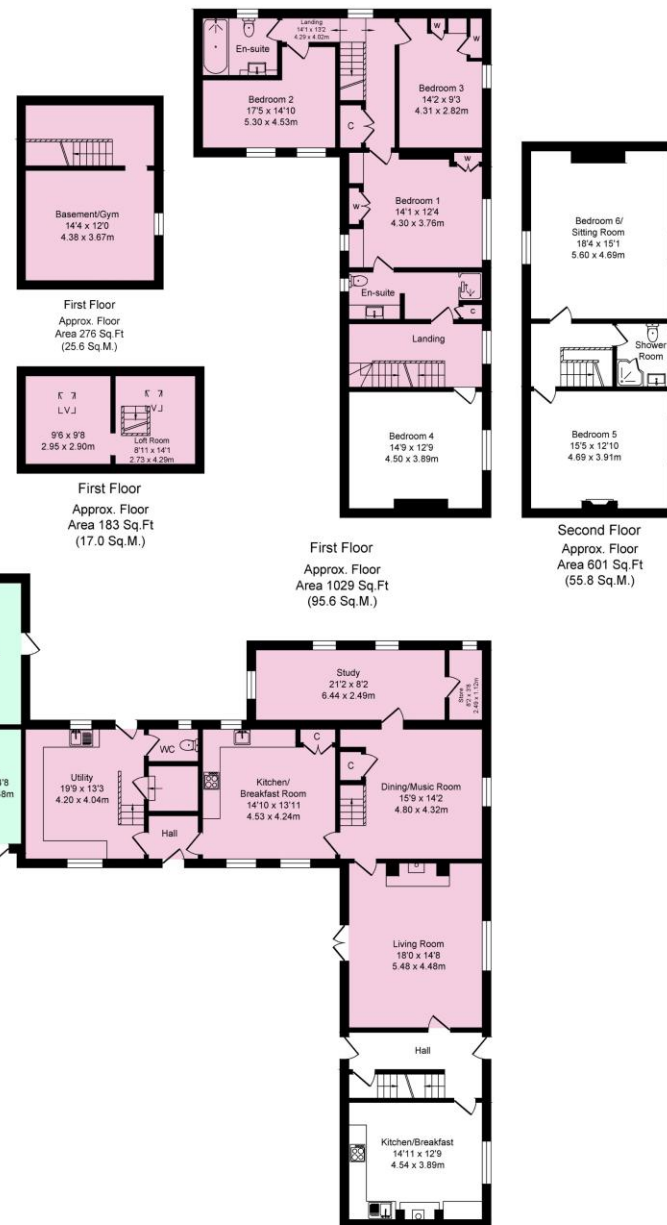 Landing
14'1 x 13'2
4.29 x 4.02m
En-suite
Bedroom 2
17'5 x 14'10
5.30 x 4.53m
C
W
W
Bedroom 3
14'2 x 9'3
4.31 x 2.82m
W
W
Bedroom 1
14'1 x 12'4
4.30 x 3.76m
En-suite
C
Landing
Bedroom 4
14'9 x 12'9
4.50 x 3.89m
First Floor
Approx. Floor
Area 1029 Sq.Ft
(95.6 Sq.M.)
Basement/Gym
14'4 x 12'0
4.38 x 3.67m
First Floor
Approx. Floor
Area 276 Sq.Ft
(25.6 Sq.M.)
9'6 x 9'8
2.95 x 2.90m
Loft Room
8'11 x 14'1
2.73 x 4.29m
First Floor
Approx. Floor
Area 183 Sq.Ft
(17.0 Sq.M.)
Bedroom 6/
Sitting Room
18'4 x 15'1
5.60 x 4.69m
Shower
Room
Bedroom 5
15'5 x 12'10
4.69 x 3.91m
Second Floor
Approx. Floor
Area 601 Sq.Ft
(55.8 Sq.M.)
Study
21'2 x 8'2
6.44 x 2.49m
Store
8'2 x 3'8
2.49 x 1.12m
Utility
19'9 x 13'3
4.20 x 4.04m
WC
Hall
C
Kitchen/
Breakfast Room
14'10 x 13'11
4.53 x 4.24m
C
Dining/Music Room
15'9 x 14'2
4.80 x 4.32m
Living Room
18'0 x 14'8
5.48 x 4.48m
Hall
Kitchen/Breakfast
14'11 x 12'9
4.54 x 3.89m